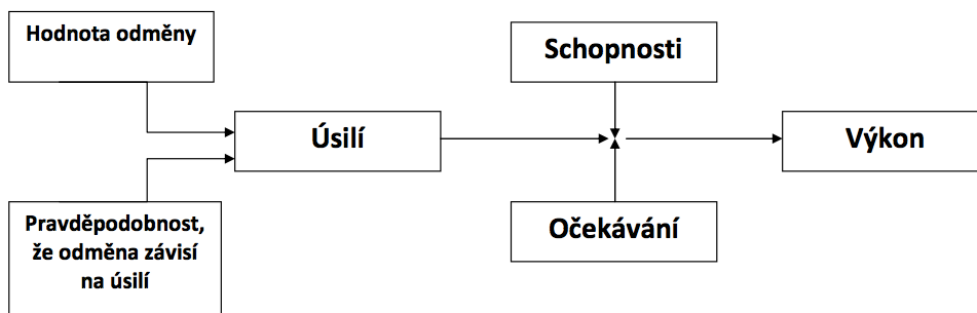 Hodnota odměny
Schopnosti
Úsilí
Výkon
Pravděpodobnost,
že odměna závisí
na úsilí
Očekávání